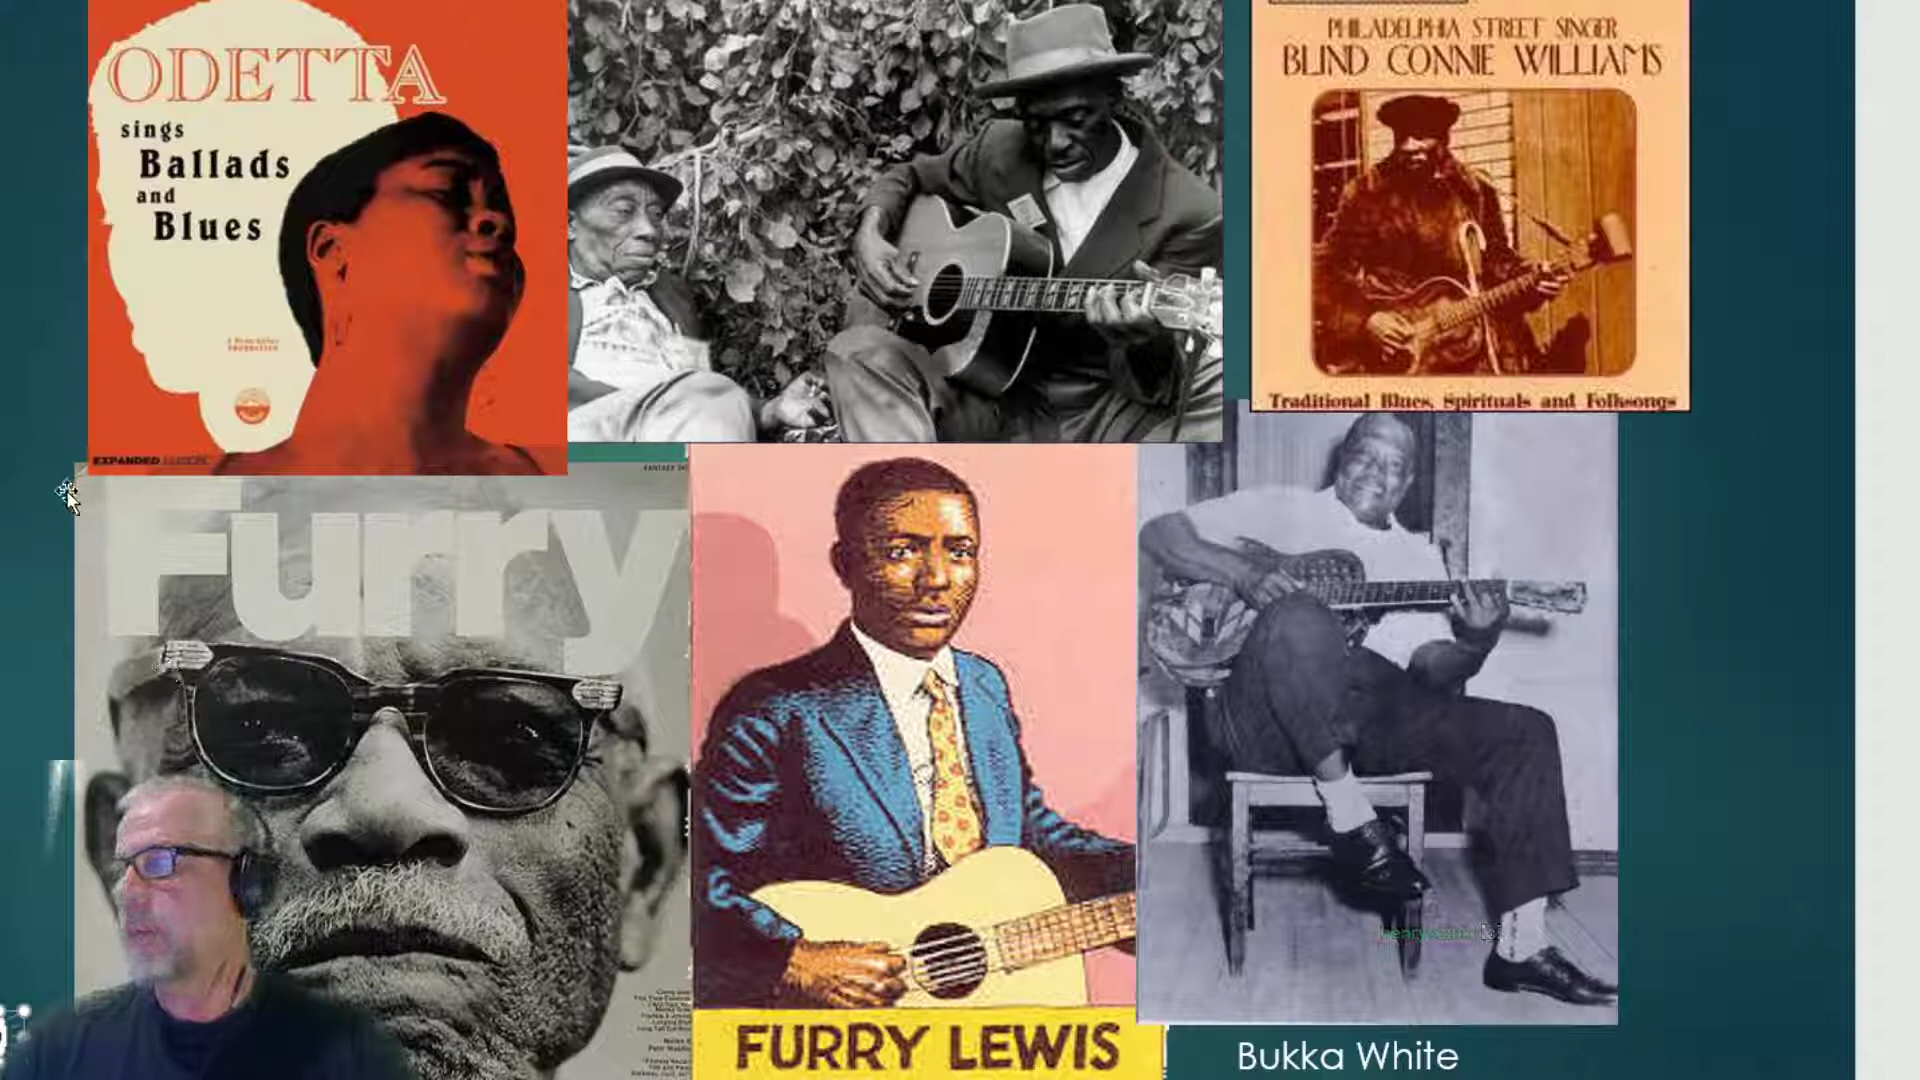 ODETTA
sings
Ballads
and
Blues
EXPANDED
PHILADELPHIA STREET SINGER
BLIND CONNIE WILLIAMS
Traditional Blues, Spirituals and Folksongs
Furry
FURRY LEWIS
Bukka White